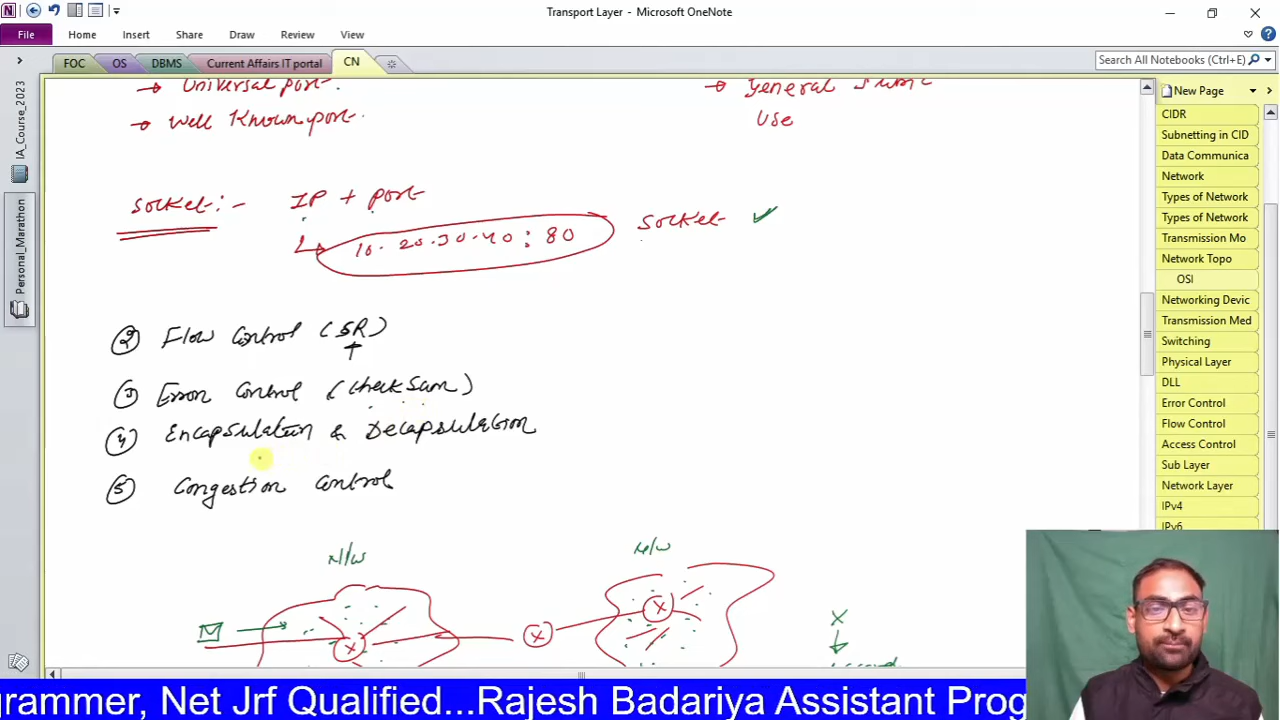 Transport Layer - Microsoft OneNote
File Home Insert Share Draw Review View
FOC OS DBMS Current Affairs IT portal CN
Search All Notebooks (Ctrl+E)
IA_Course_2023
Personal_Marathon
→ Universal port.
→ Well Known port.
→ General
Use
Socket :- IP + port
10.20.30.40 : 80 Socket ✓
② Flow Control (SR)
③ Error Control (Check Sum)
④ Encapsulation & Decapsulation
⑤ Congestion Control
N/W
N/W
X
New Page
CIDR
Subnetting in CID
Data Communica
Network
Types of Network
Types of Network
Transmission Mo
Network Topo
OSI
Networking Devic
Transmission Med
Switching
Physical Layer
DLL
Error Control
Flow Control
Access Control
Sub Layer
Network Layer
IPv4
IPv6
grammer, Net Jrf Qualified...Rajesh Badariya Assistant Prog